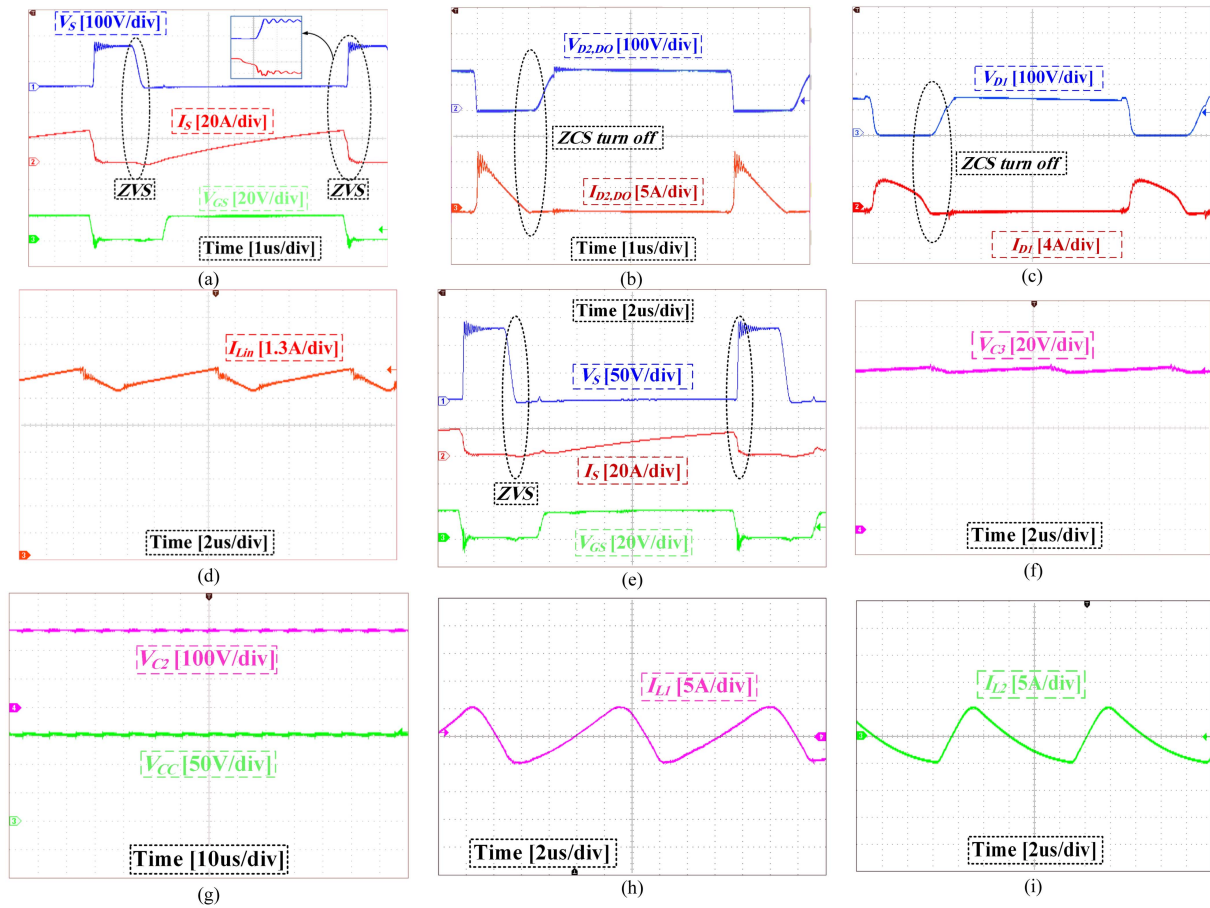 V_S [100V/div]
I_S [20A/div]
ZVS
ZVS
V_GS [20V/div]
Time [1us/div]
(a)
V_D2,DO [100V/div]
ZCS turn off
I_D2,DO [5A/div]
Time [1us/div]
(b)
V_D1 [100V/div]
ZCS turn off
I_D1 [4A/div]
(c)
I_Lin [1.3A/div]
Time [2us/div]
(d)
Time [2us/div]
V_S [50V/div]
I_S [20A/div]
ZVS
V_GS [20V/div]
(e)
V_C3 [20V/div]
Time [2us/div]
(f)
V_C2 [100V/div]
V_CC [50V/div]
Time [10us/div]
(g)
I_L1 [5A/div]
Time [2us/div]
(h)
I_L2 [5A/div]
Time [2us/div]
(i)